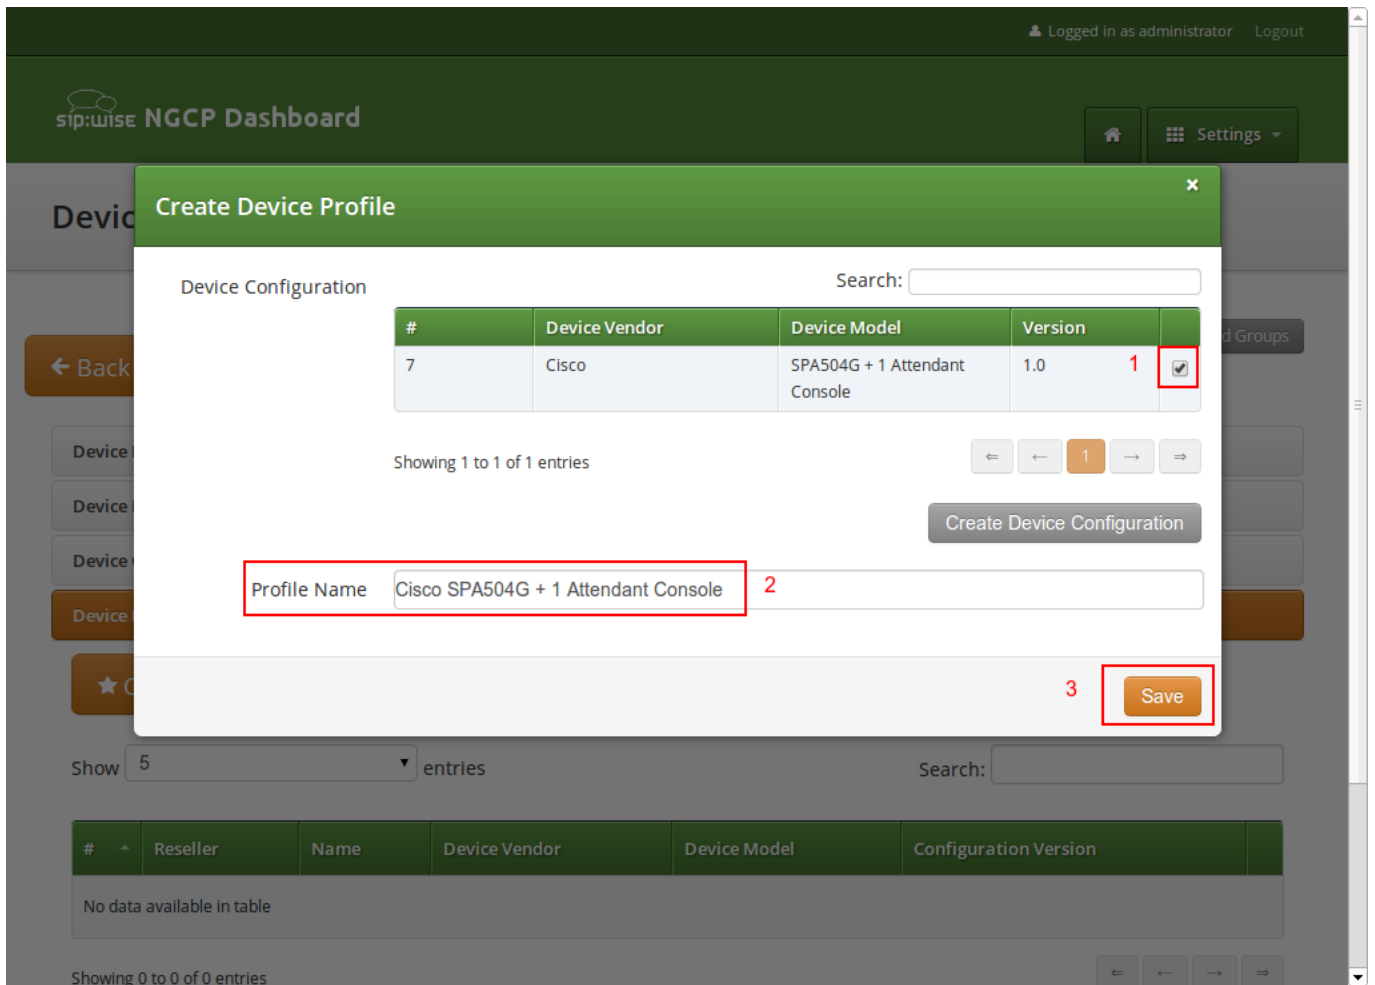 Logged in as administrator Logout
sip:wise NGCP Dashboard
Settings
Devic
Create Device Profile ×
Device Configuration
Search:
# Device Vendor Device Model Version
7 Cisco SPA504G + 1 Attendant Console 1.0 1
Showing 1 to 1 of 1 entries
⇐ ← 1 → ⇒
Create Device Configuration
Profile Name Cisco SPA504G + 1 Attendant Console 2
3 Save
d Groups
← Back
Device
Device
Device
Device
Show 5 entries
Search:
# Reseller Name Device Vendor Device Model Configuration Version
No data available in table
Showing 0 to 0 of 0 entries
⇐ ← → ⇒